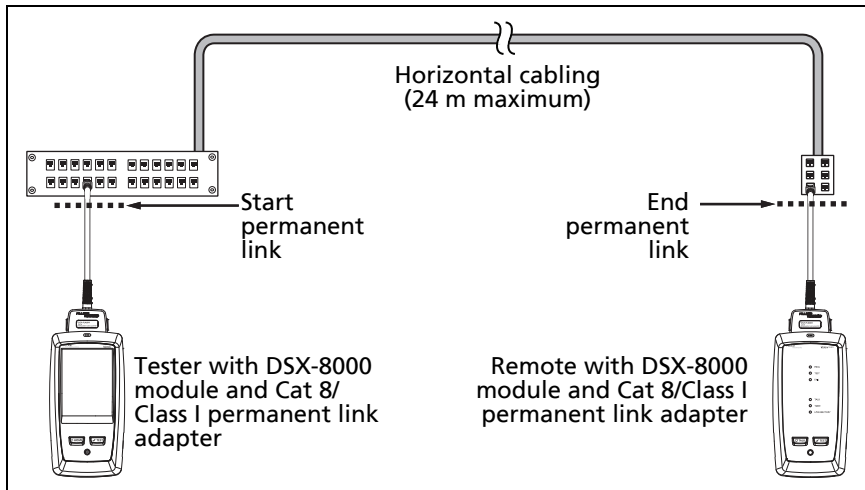 Horizontal cabling
(24 m maximum)
Start
permanent
link
End
permanent
link
Tester with DSX-8000
module and Cat 8/
Class I permanent link
adapter
Remote with DSX-8000
module and Cat 8/Class I
permanent link adapter